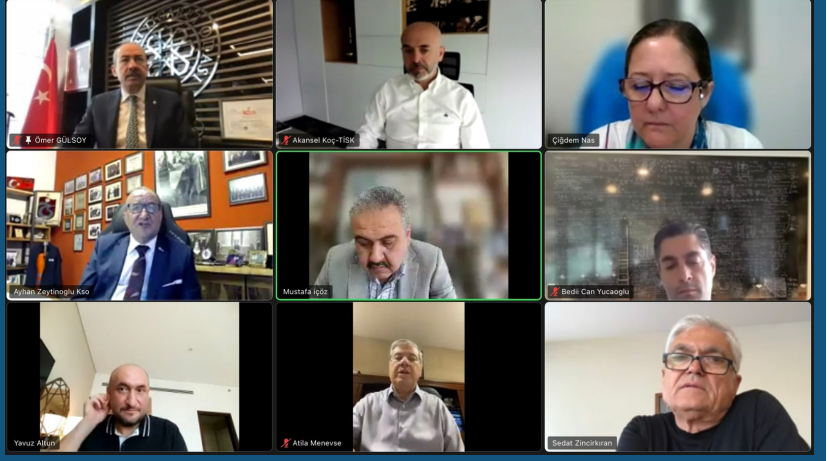 Ömer GÜLSOY
Akansel Koç-TİSK
Çiğdem Nas
Ayhan Zeytinoglu Kso
Mustafa içöz
Bedii Can Yucaoglu
Yavuz Altun
Atila Menevse
Sedat Zincirkıran